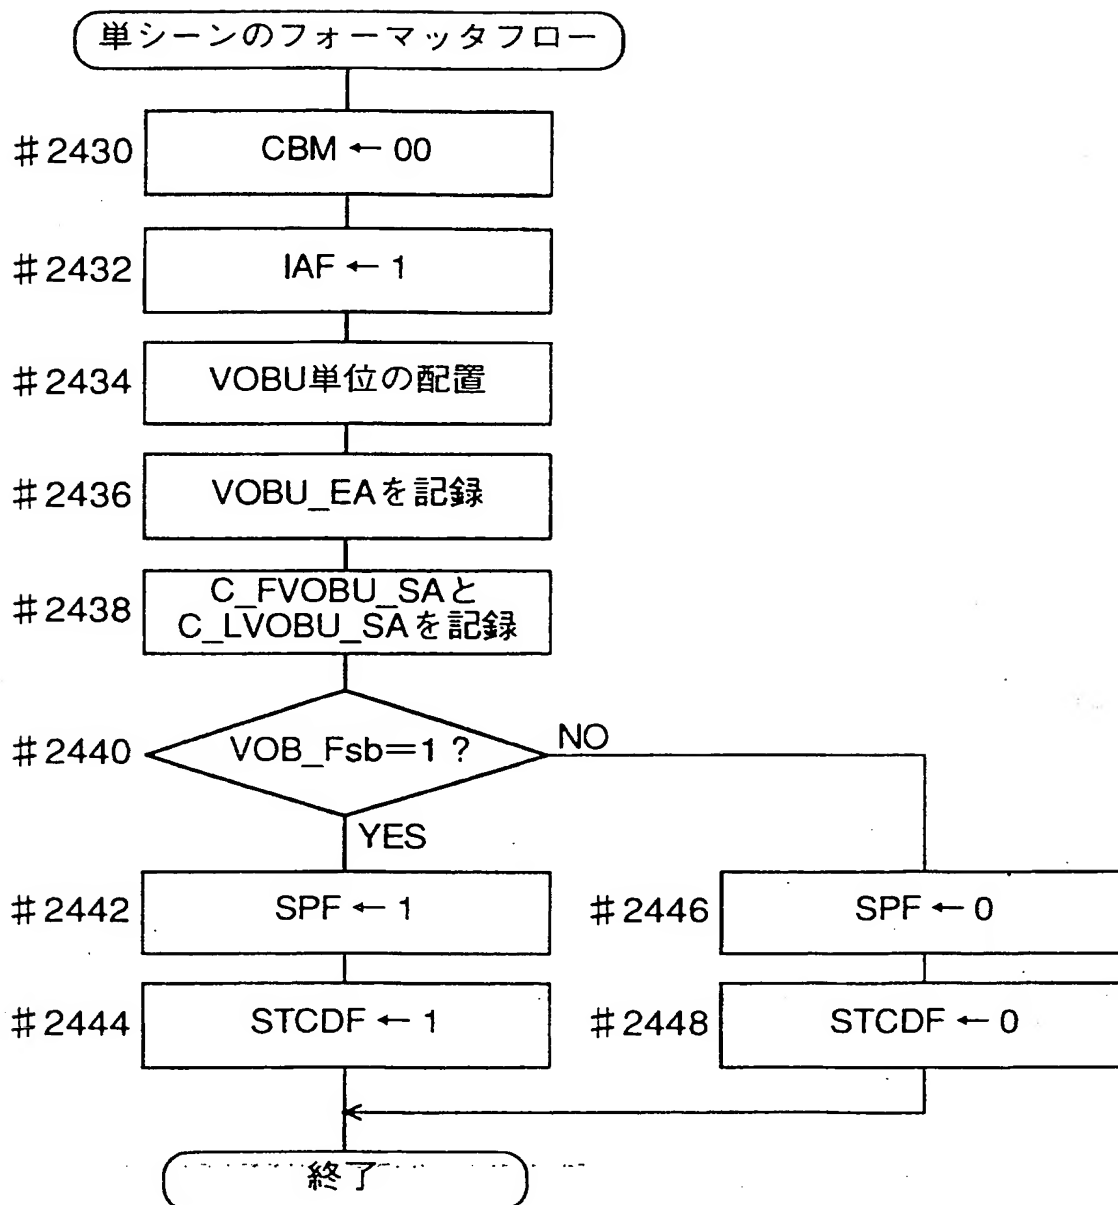 単シーンのフォーマッタフロー
#2430
CBM ← 00
#2432
IAF ← 1
#2434
VOBU単位の配置
#2436
VOBU_EAを記録
#2438
C_FVOBU_SAと
C_LVOBU_SAを記録
#2440
VOB_Fsb=1 ?
NO
YES
#2442
SPF ← 1
#2446
SPF ← 0
#2444
STCDF ← 1
#2448
STCDF ← 0
終了